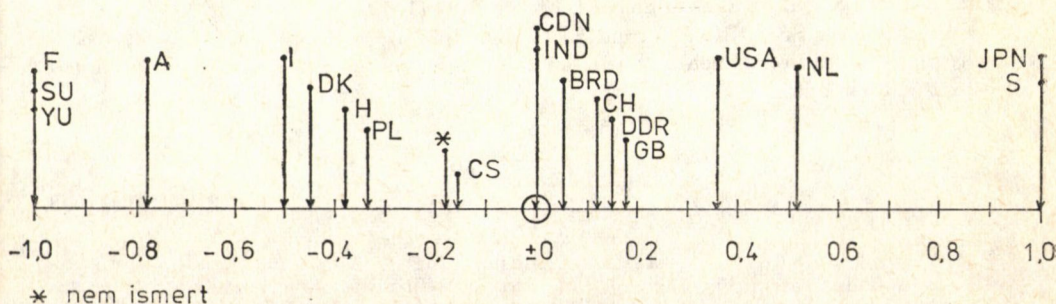 CDN
F A I IND USA NL JPN
SU DK BRD S
YU H CH
PL DDR
* GB
CS
-1,0 -0,8 -0,6 -0,4 -0,2 ±0 0,2 0,4 0,6 0,8 1,0
* nem ismert